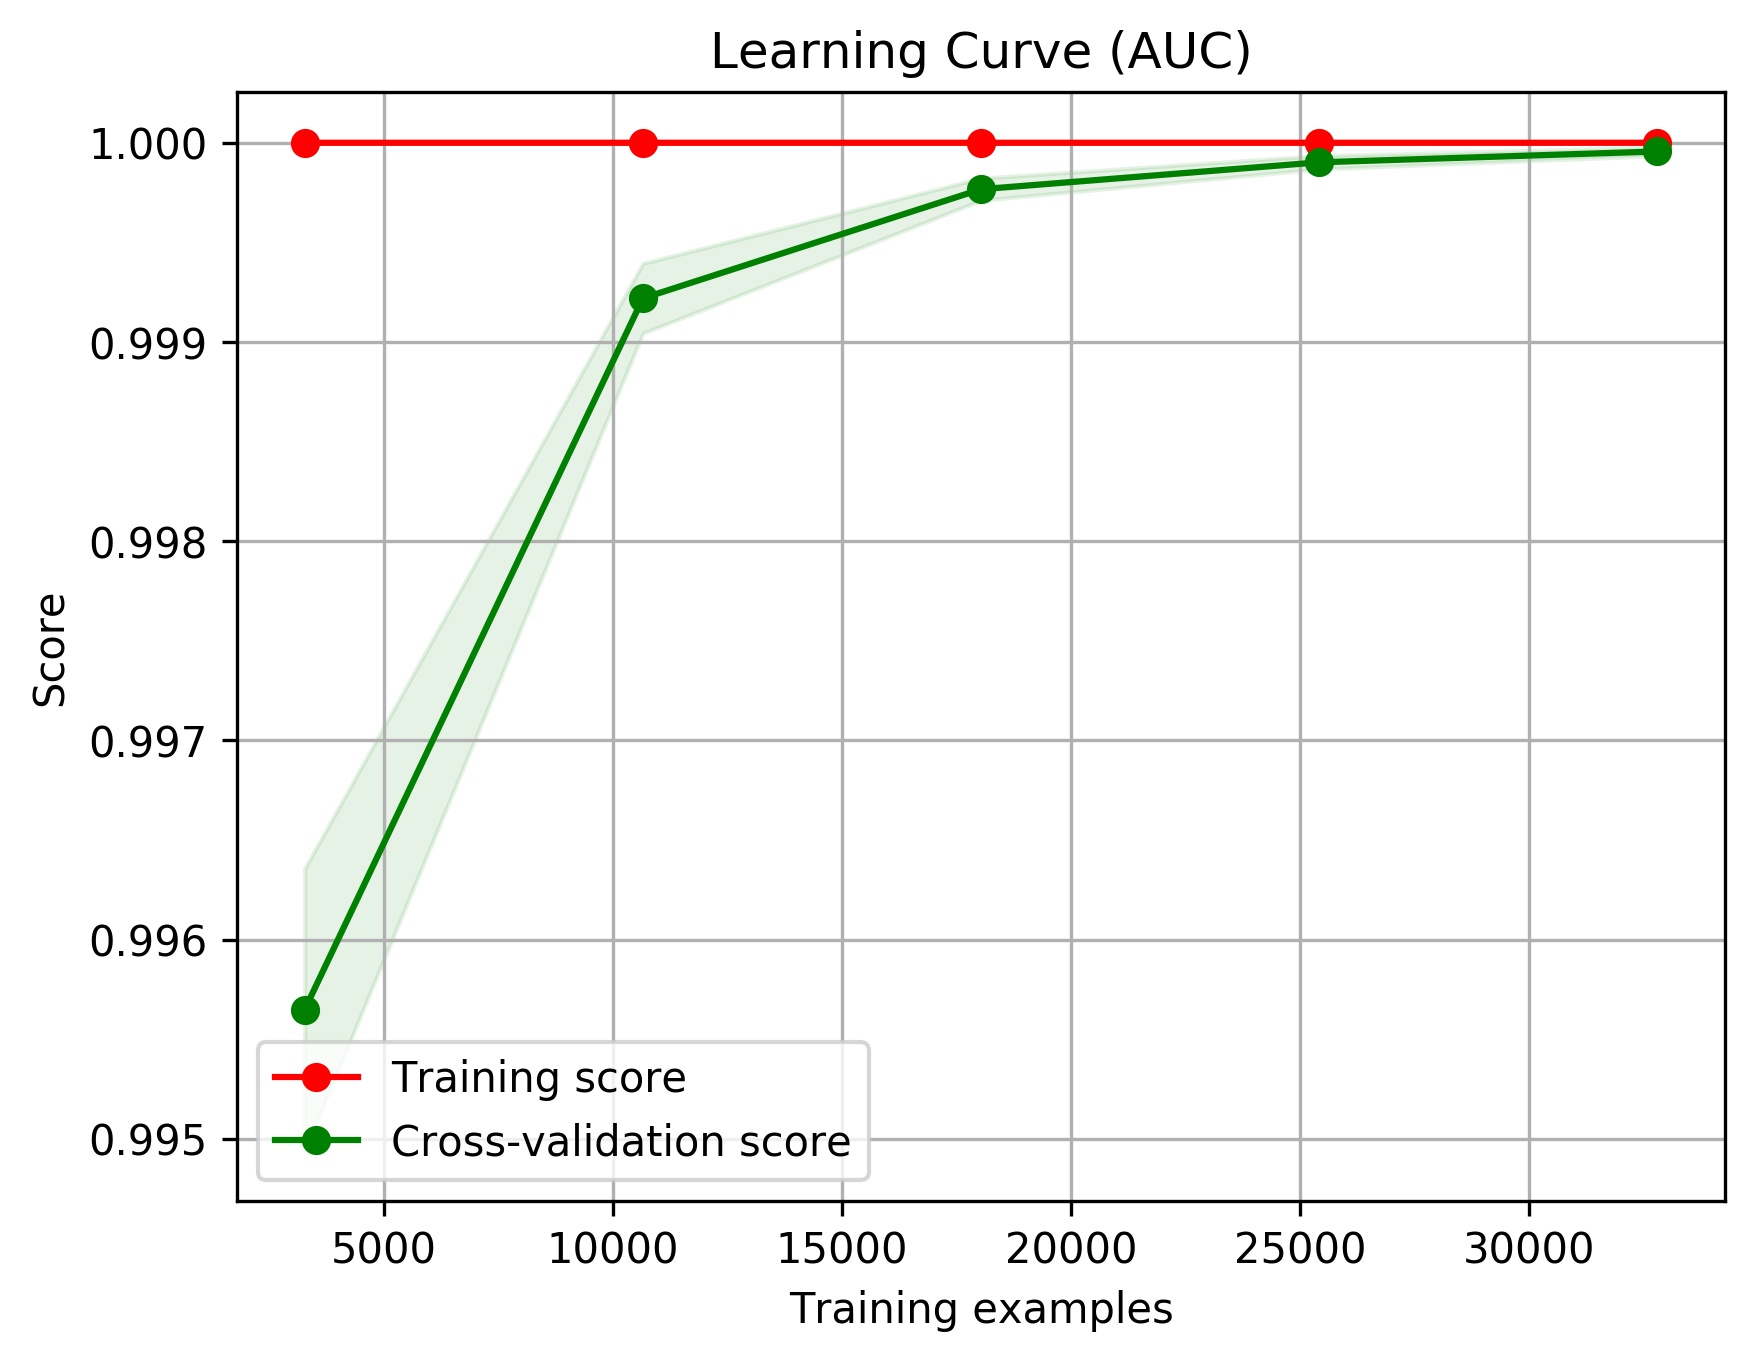 Learning Curve (AUC)
1.000
0.999
0.998
0.997
0.996
0.995
Score
Training score
Cross-validation score
5000 10000 15000 20000 25000 30000
Training examples